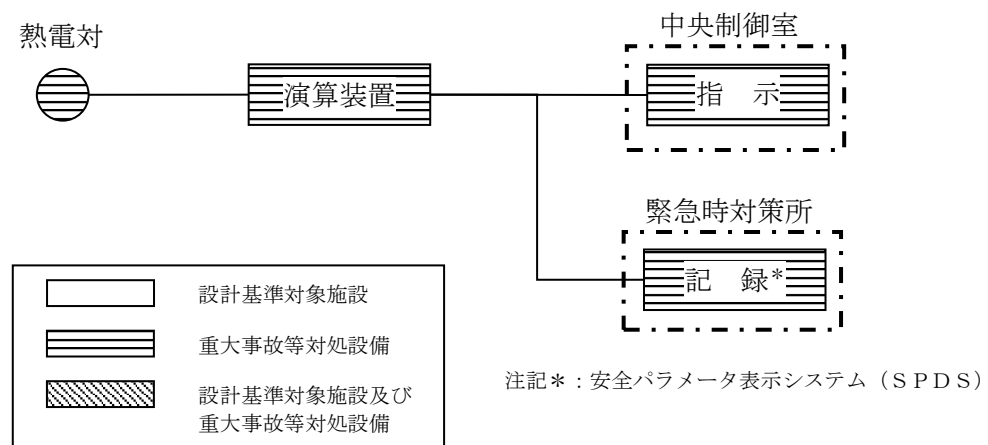 中央制御室
熱電対
演算装置
指　示
緊急時対策所
記　録*
設計基準対象施設
重大事故等対処設備
設計基準対象施設及び
重大事故等対処設備
注記＊：安全パラメータ表示システム（ＳＰＤＳ）